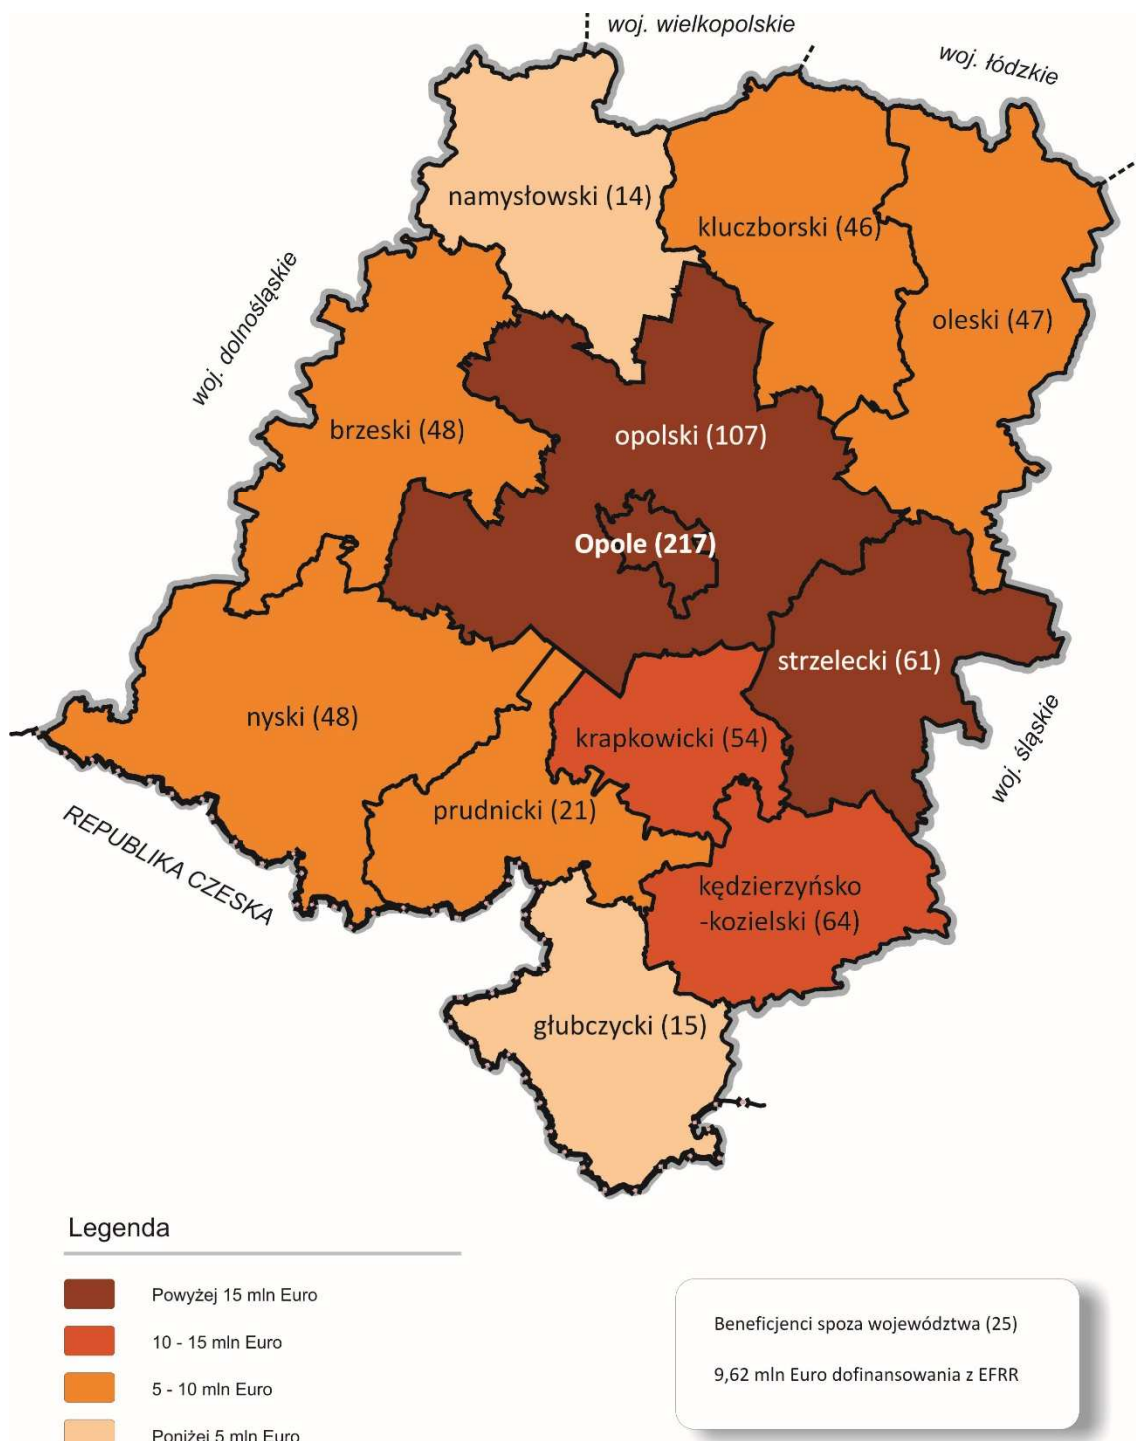 woj. wielkopolskie
woj. łódzkie
namysłowski (14)
kluczborski (46)
woj. dolnośląskie
oleski (47)
brzeski (48)
opolski (107)
Opole (217)
strzelecki (61)
nyski (48)
krapkowicki (54)
woj. śląskie
prudnicki (21)
REPUBLIKA CZESKA
kędzierzyńsko
-kozielski (64)
głubczycki (15)
Legenda
Powyżej 15 mln Euro
10 - 15 mln Euro
5 - 10 mln Euro
Poniżej 5 mln Euro
Beneficjenci spoza województwa (25)
9,62 mln Euro dofinansowania z EFRR